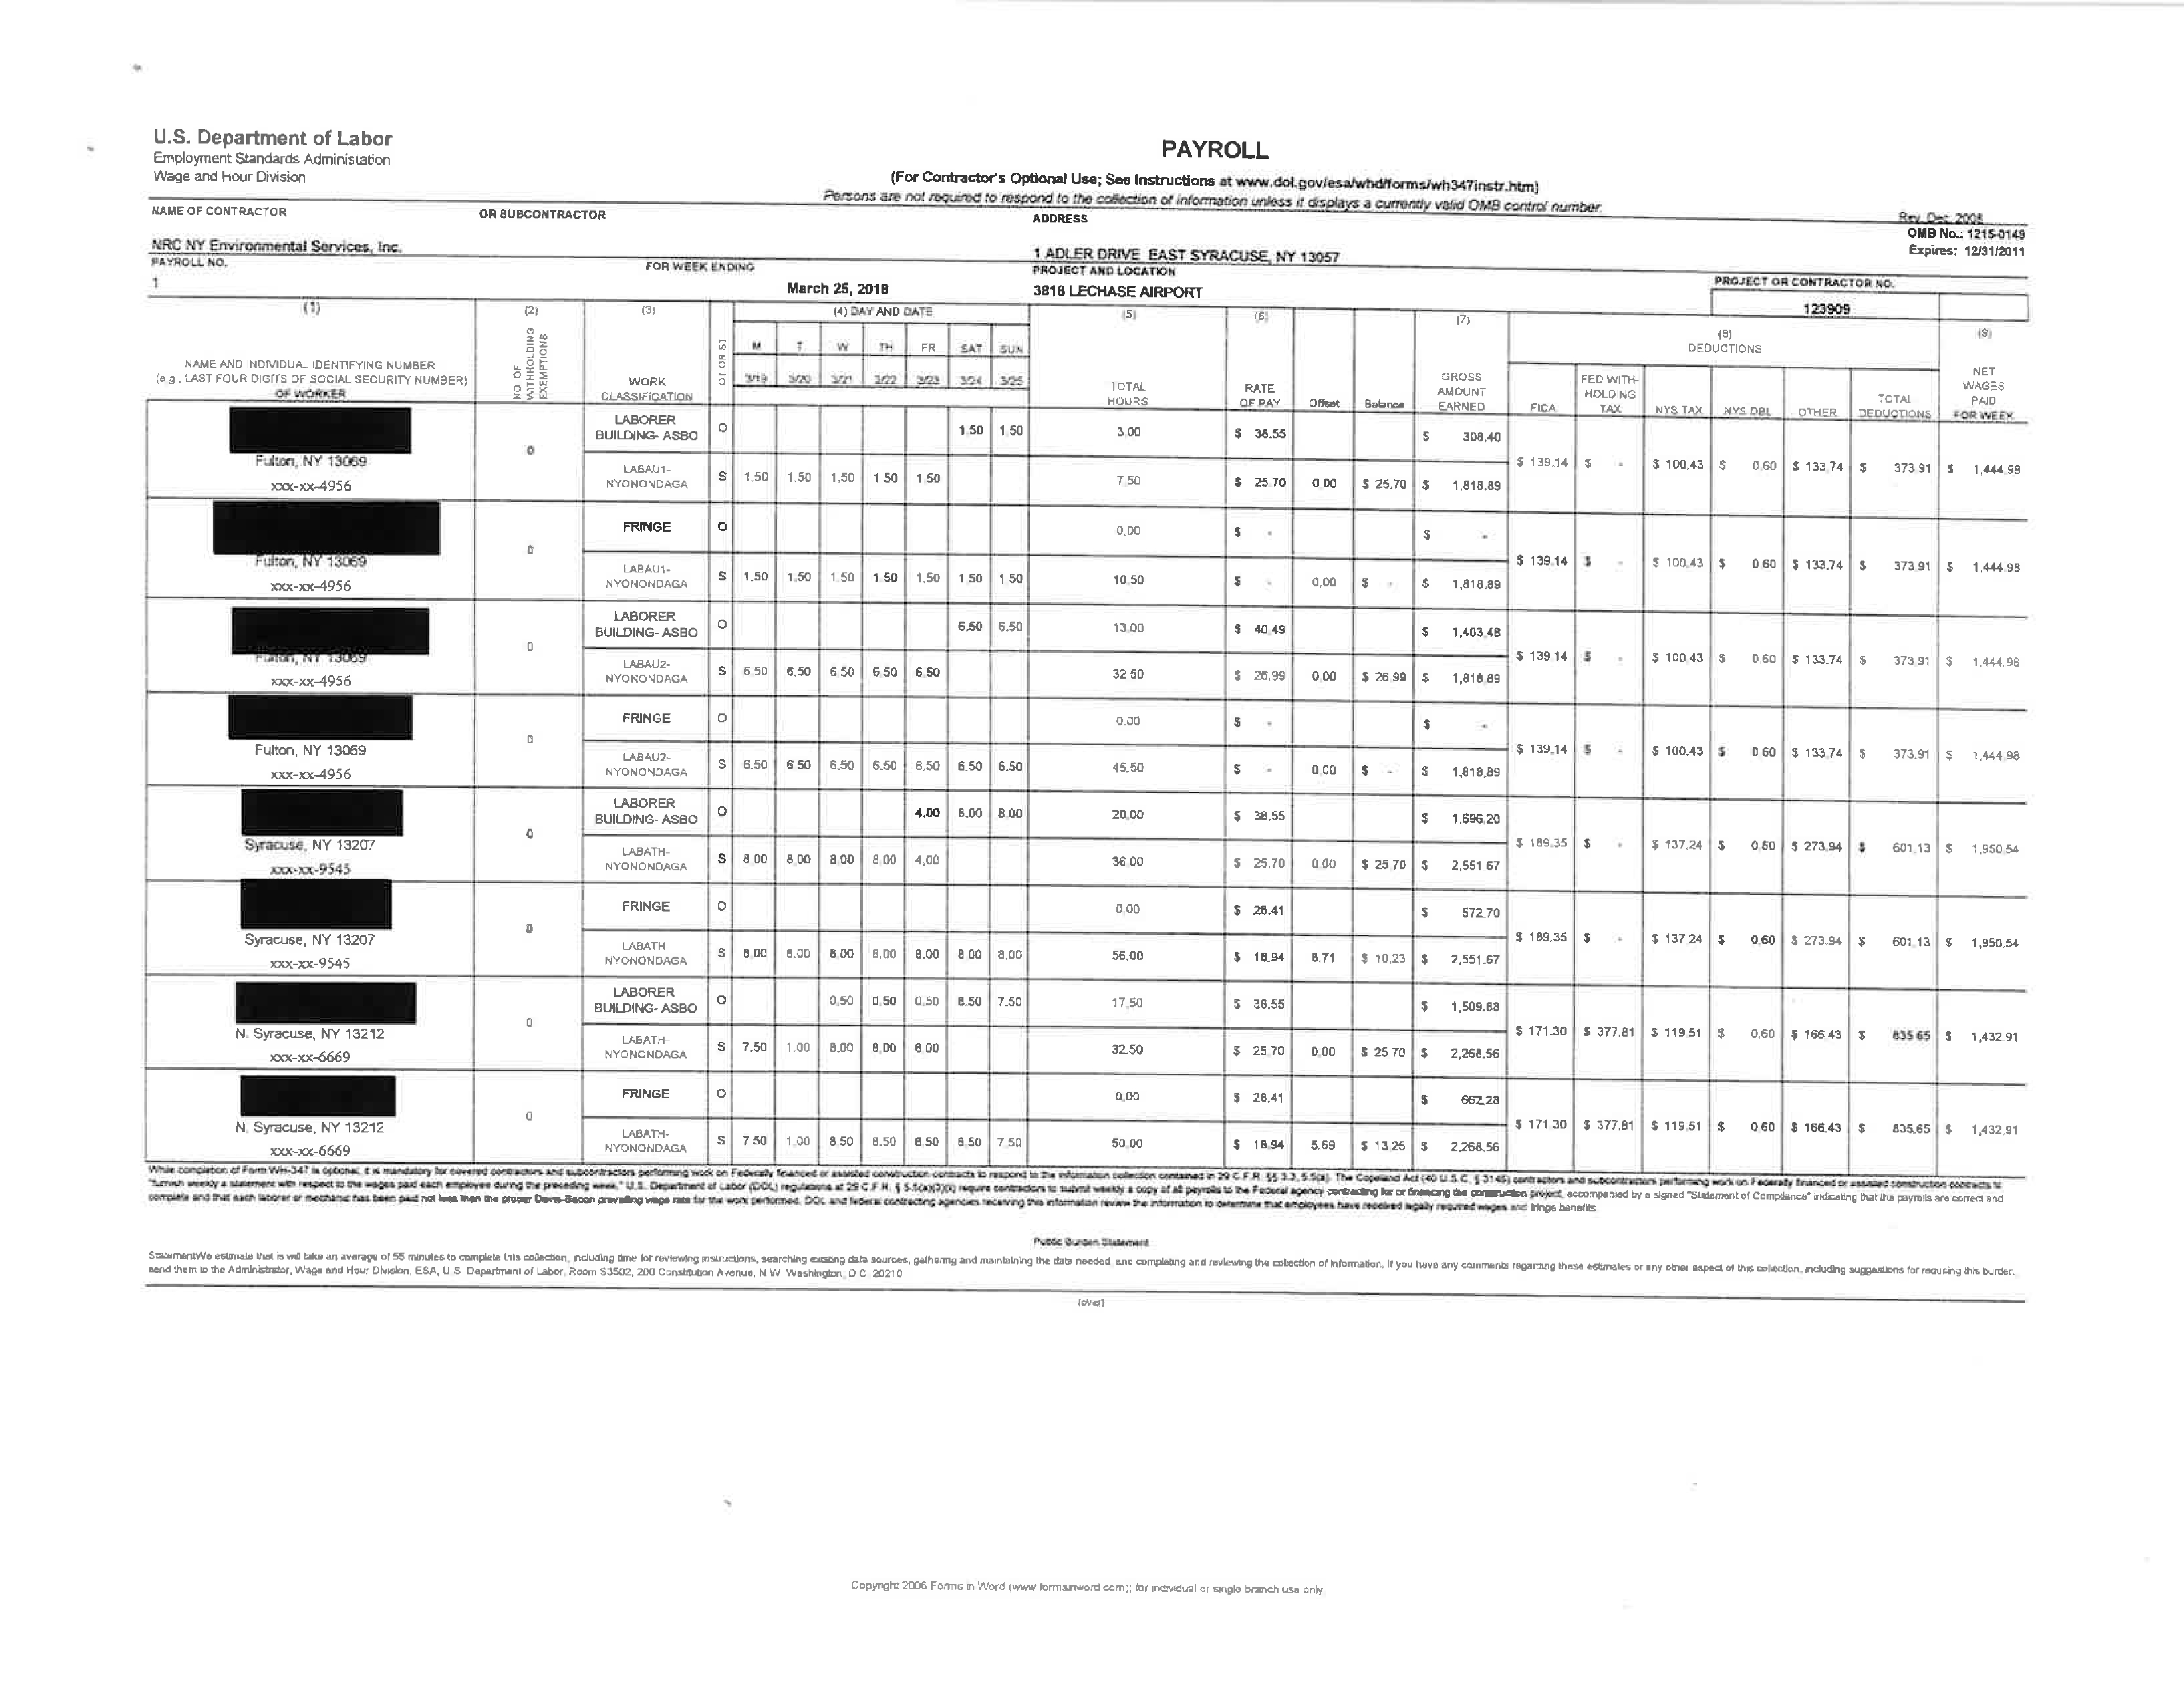 U.S. Department of Labor
Employment Standards Administation
Wage and Hour Division
PAYROLL
(For Contractor's Optional Use; See Instructions at www.dol.gov/esa/whd/forms/wh347instr.htm)
Persons are not required to respond to the collection of information unless it displays a currently valid OMB control number.
Rev. Dec. 2008
OMB No.: 1215-0149
Expires: 12/31/2011
NAME OF CONTRACTOR OR SUBCONTRACTOR ADDRESS
NRC NY Environmental Services, Inc. 1 ADLER DRIVE EAST SYRACUSE, NY 13057
PAYROLL NO. FOR WEEK ENDING PROJECT AND LOCATION PROJECT OR CONTRACTOR NO.
1 March 25, 2018 3818 LECHASE AIRPORT 123909
(1) (2) (3) (4) DAY AND DATE (5) (6) (7) (8) DEDUCTIONS (9)
NAME AND INDIVIDUAL IDENTIFYING NUMBER
(e.g., LAST FOUR DIGITS OF SOCIAL SECURITY NUMBER)
OF WORKER
NO. OF WITHHOLDING EXEMPTIONS
WORK CLASSIFICATION
OT OR ST
M T W TH FR SAT SUN
3/19 3/20 3/21 3/22 3/23 3/24 3/25
TOTAL HOURS
RATE OF PAY
Offset
Balance
GROSS AMOUNT EARNED
FICA
FED WITH-HOLDING TAX
NYS TAX
NYS DBL
OTHER
TOTAL DEDUCTIONS
NET WAGES PAID FOR WEEK
LABORER BUILDING- ASBO O 1.50 1.50 3.00 $ 38.55 $ 308.40
Fulton, NY 13069 0 $ 139.14 $ - $ 100.43 $ 0.60 $ 133.74 $ 373.91 $ 1,444.98
xxx-xx-4956 LABAU1-NYONONDAGA S 1.50 1.50 1.50 1.50 1.50 7.50 $ 25.70 0.00 $ 25.70 $ 1,818.89
FRINGE O 0.00 $ - $ -
Fulton, NY 13069 0 $ 139.14 $ - $ 100.43 $ 0.60 $ 133.74 $ 373.91 $ 1,444.98
xxx-xx-4956 LABAU1-NYONONDAGA S 1.50 1.50 1.50 1.50 1.50 1.50 1.50 10.50 $ - 0.00 $ - $ 1,818.89
LABORER BUILDING- ASBO O 6.50 6.50 13.00 $ 40.49 $ 1,403.48
Fulton, NY 13069 0 $ 139.14 $ - $ 100.43 $ 0.60 $ 133.74 $ 373.91 $ 1,444.98
xxx-xx-4956 LABAU2-NYONONDAGA S 6.50 6.50 6.50 6.50 6.50 32.50 $ 26.99 0.00 $ 26.99 $ 1,818.89
FRINGE O 0.00 $ - $ -
Fulton, NY 13069 0 $ 139.14 $ - $ 100.43 $ 0.60 $ 133.74 $ 373.91 $ 1,444.98
xxx-xx-4956 LABAU2-NYONONDAGA S 6.50 6.50 6.50 6.50 6.50 6.50 6.50 45.50 $ - 0.00 $ - $ 1,818.89
LABORER BUILDING- ASBO O 4.00 8.00 8.00 20.00 $ 38.55 $ 1,696.20
Syracuse, NY 13207 0 $ 189.35 $ - $ 137.24 $ 0.60 $ 273.94 $ 601.13 $ 1,950.54
xxx-xx-9545 LABATH-NYONONDAGA S 8.00 8.00 8.00 8.00 4.00 36.00 $ 25.70 0.00 $ 25.70 $ 2,551.67
FRINGE O 0.00 $ 28.41 $ 572.70
Syracuse, NY 13207 0 $ 189.35 $ - $ 137.24 $ 0.60 $ 273.94 $ 601.13 $ 1,950.54
xxx-xx-9545 LABATH-NYONONDAGA S 8.00 8.00 8.00 8.00 8.00 8.00 8.00 56.00 $ 18.94 8.71 $ 10.23 $ 2,551.67
LABORER BUILDING- ASBO O 0.50 0.50 0.50 8.50 7.50 17.50 $ 38.55 $ 1,509.88
N. Syracuse, NY 13212 0 $ 171.30 $ 377.81 $ 119.51 $ 0.60 $ 166.43 $ 835.65 $ 1,432.91
xxx-xx-6669 LABATH-NYONONDAGA S 7.50 1.00 8.00 8.00 8.00 32.50 $ 25.70 0.00 $ 25.70 $ 2,268.56
FRINGE O 0.00 $ 28.41 $ 662.28
N. Syracuse, NY 13212 0 $ 171.30 $ 377.81 $ 119.51 $ 0.60 $ 166.43 $ 835.65 $ 1,432.91
xxx-xx-6669 LABATH-NYONONDAGA S 7.50 1.00 8.50 8.50 8.50 8.50 7.50 50.00 $ 18.94 5.69 $ 13.25 $ 2,268.56
While completion of Form WH-347 is optional, it is mandatory for covered contractors and subcontractors performing work on Federally financed or assisted construction contracts to respond to the information collection contained in 29 C.F.R. §§ 3.3, 5.5(a). The Copeland Act (40 U.S.C. § 3145) contractors and subcontractors performing work on Federally financed or assisted construction contracts to
"furnish weekly a statement with respect to the wages paid each employee during the preceding week." U.S. Department of Labor (DOL) regulations at 29 C.F.R. § 5.5(a)(3)(ii) require contractors to submit weekly a copy of all payrolls to the Federal agency contracting for or financing the construction project, accompanied by a signed "Statement of Compliance" indicating that the payrolls are correct and
complete and that each laborer or mechanic has been paid not less than the proper Davis-Bacon prevailing wage rate for the work performed. DOL and federal contracting agencies receiving this information review the information to determine that employees have received legally required wages and fringe benefits.
Public Burden Statement
StatementWe estimate that is will take an average of 55 minutes to complete this collection, including time for reviewing instructions, searching existing data sources, gathering and maintaining the data needed, and completing and reviewing the collection of information. If you have any comments regarding these estimates or any other aspect of this collection, including suggestions for reducing this burder,
send them to the Administrator, Wage and Hour Division, ESA, U.S. Department of Labor, Room S3502, 200 Constitution Avenue, N.W. Washington, D.C. 20210
(over)
Copyright 2006 Forms in Word (www.formsinword.com); for individual or single branch use only.